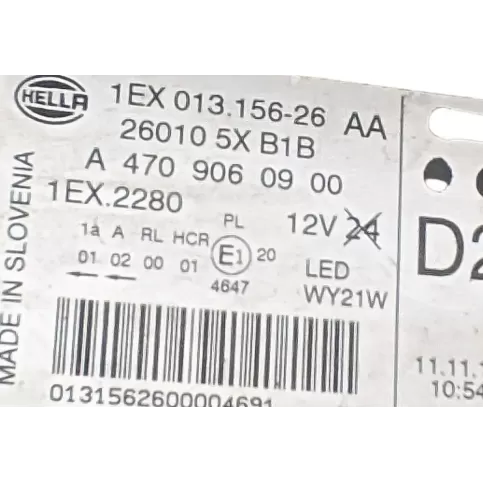 HELLA
1EX 013.156-26 AA
26010 5X B1B
A 470 906 09 00
1EX.2280
12V 24
1a A RL HCR PL
01 02 00 01 E1 20
4647
LED
WY21W
MADE IN SLOVENIA
0131562600004691
D2
11.11.1
10:54